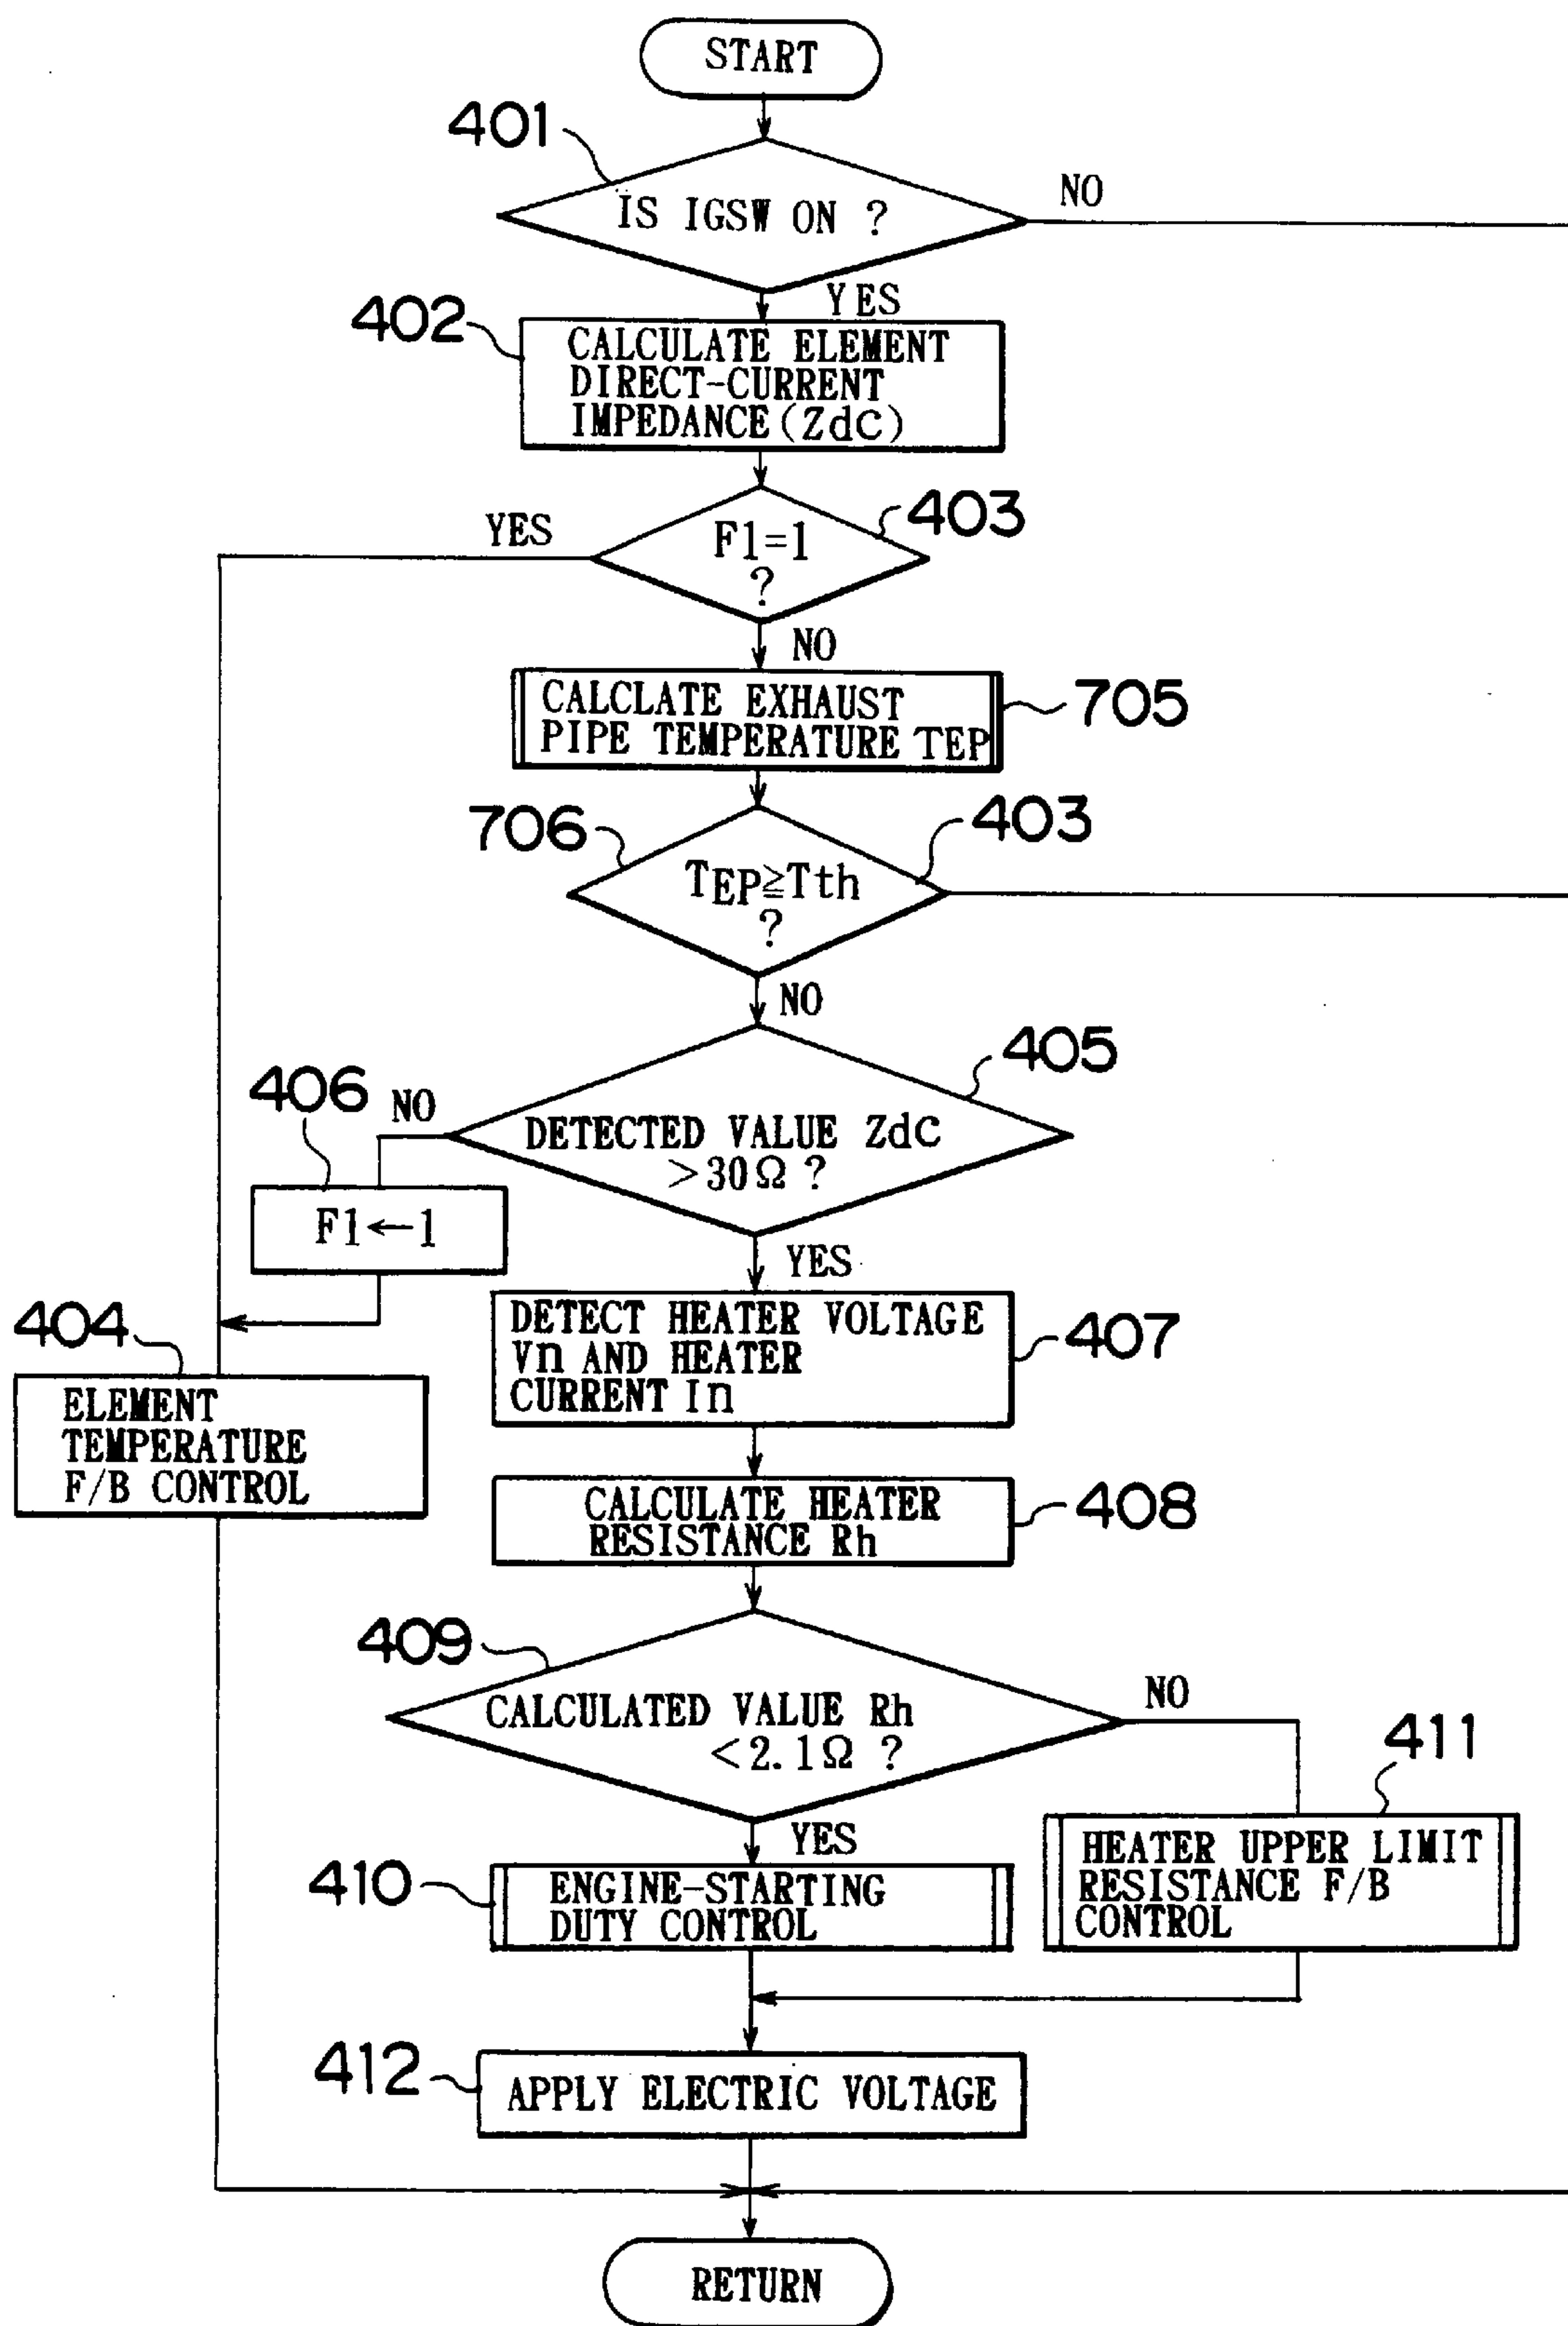 START
401
IS IGSW ON ?
NO
YES
402
CALCULATE ELEMENT
DIRECT-CURRENT
IMPEDANCE (Zdc)
YES
403
F1=1
?
NO
CALCLATE EXHAUST
PIPE TEMPERATURE TEP
705
706
403
TEP≧Tth
?
NO
405
406
NO
DETECTED VALUE Zdc
>30Ω ?
F1←1
YES
404
DETECT HEATER VOLTAGE
Vn AND HEATER
CURRENT In
407
ELEMENT
TEMPERATURE
F/B CONTROL
CALCULATE HEATER
RESISTANCE Rh
408
409
CALCULATED VALUE Rh
<2.1Ω ?
NO
411
YES
410
ENGINE-STARTING
DUTY CONTROL
HEATER UPPER LIMIT
RESISTANCE F/B
CONTROL
412
APPLY ELECTRIC VOLTAGE
RETURN